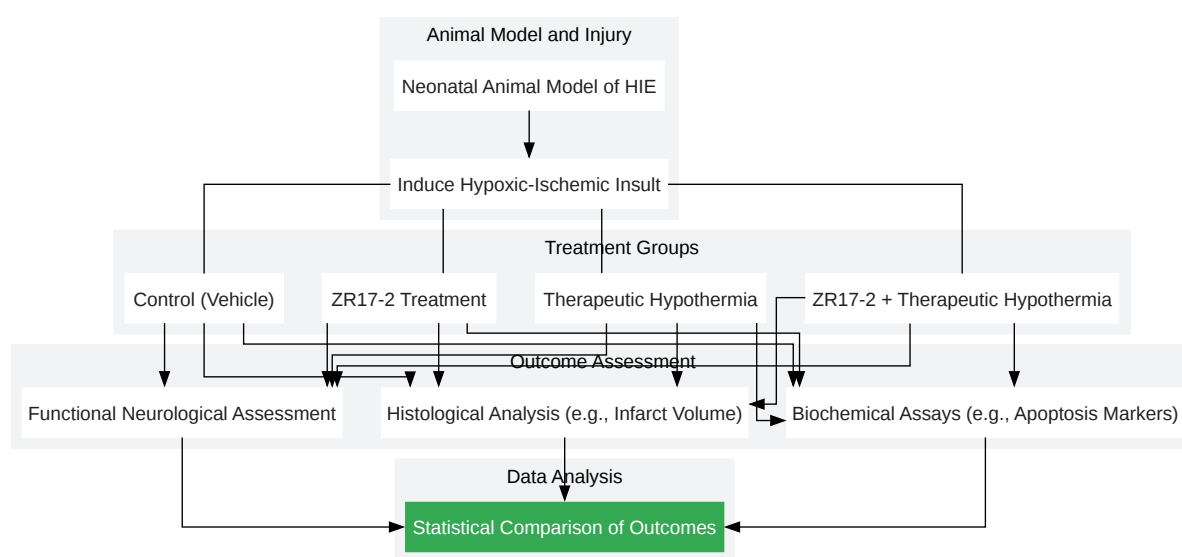 Animal Model and Injury
Neonatal Animal Model of HIE
Induce Hypoxic-Ischemic Insult
Treatment Groups
Control (Vehicle)
ZR17-2 Treatment
Therapeutic Hypothermia
ZR17-2 + Therapeutic Hypothermia
Outcome Assessment
Functional Neurological Assessment
Histological Analysis (e.g., Infarct Volume)
Biochemical Assays (e.g., Apoptosis Markers)
Data Analysis
Statistical Comparison of Outcomes